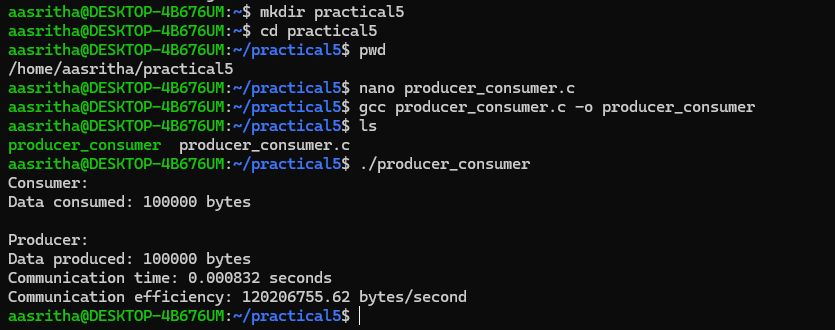 aasritha@DESKTOP-4B676UM:~$ mkdir practical5
aasritha@DESKTOP-4B676UM:~$ cd practical5
aasritha@DESKTOP-4B676UM:~/practical5$ pwd
/home/aasritha/practical5
aasritha@DESKTOP-4B676UM:~/practical5$ nano producer_consumer.c
aasritha@DESKTOP-4B676UM:~/practical5$ gcc producer_consumer.c -o producer_consumer
aasritha@DESKTOP-4B676UM:~/practical5$ ls
producer_consumer  producer_consumer.c
aasritha@DESKTOP-4B676UM:~/practical5$ ./producer_consumer
Consumer:
Data consumed: 100000 bytes

Producer:
Data produced: 100000 bytes
Communication time: 0.000832 seconds
Communication efficiency: 120206755.62 bytes/second
aasritha@DESKTOP-4B676UM:~/practical5$